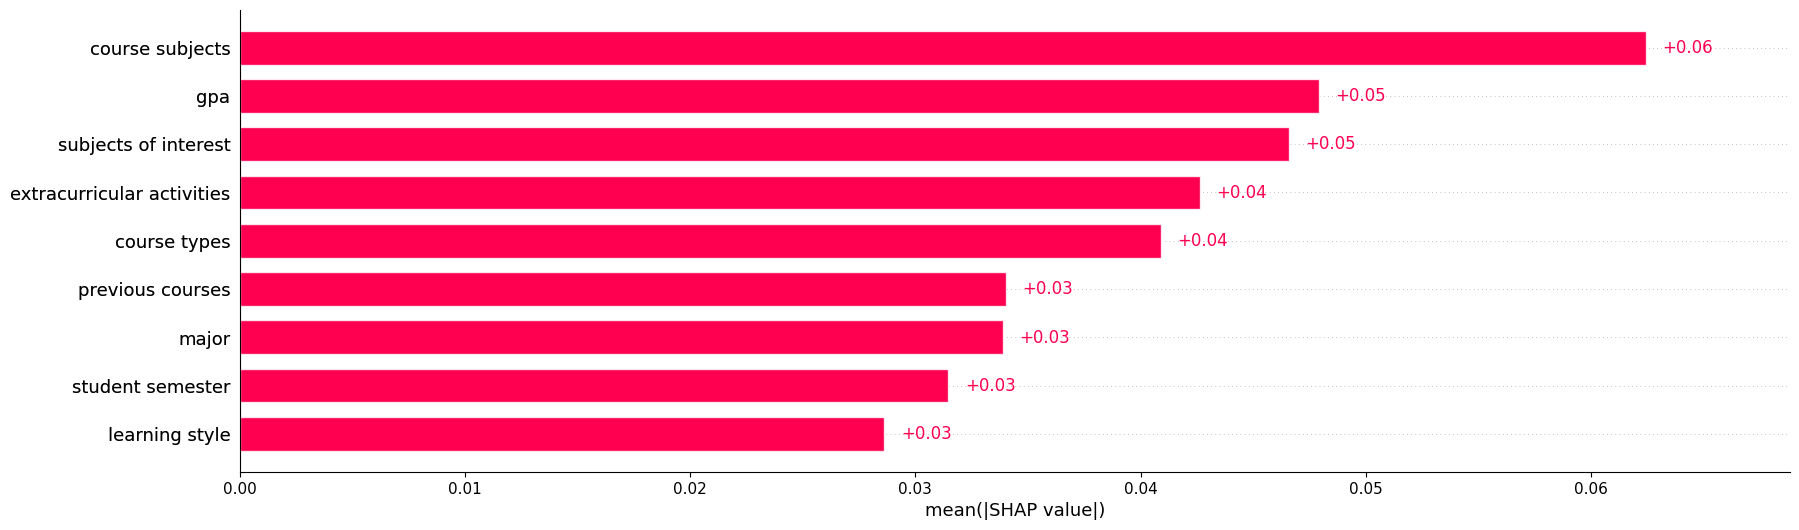 course subjects +0.06
gpa +0.05
subjects of interest +0.05
extracurricular activities +0.04
course types +0.04
previous courses +0.03
major +0.03
student semester +0.03
learning style +0.03
0.00 0.01 0.02 0.03 0.04 0.05 0.06
mean(|SHAP value|)